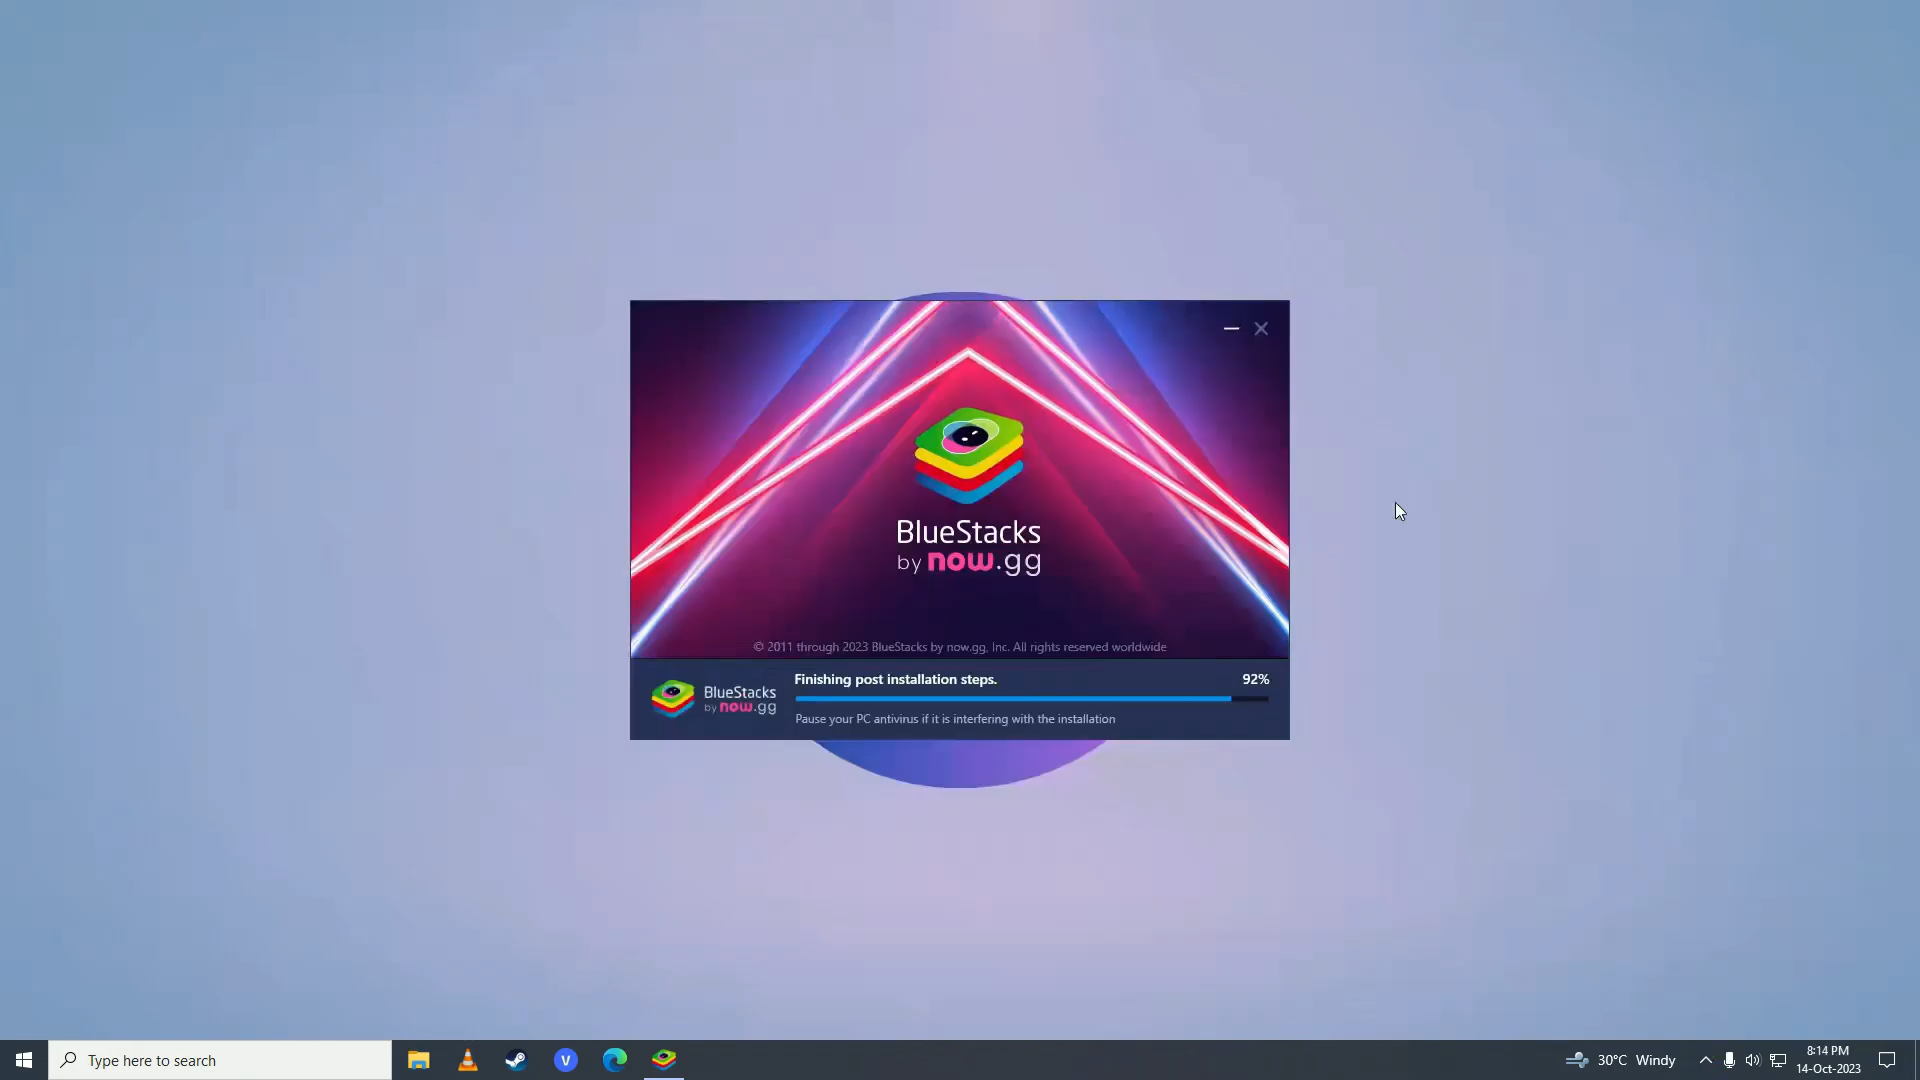 BlueStacks
by now.gg
© 2011 through 2023 BlueStacks by now.gg, Inc. All rights reserved worldwide
BlueStacks
by now.gg
Finishing post installation steps.
92%
Pause your PC antivirus if it is interfering with the installation
Type here to search
V
30°C Windy
8:14 PM
14-Oct-2023